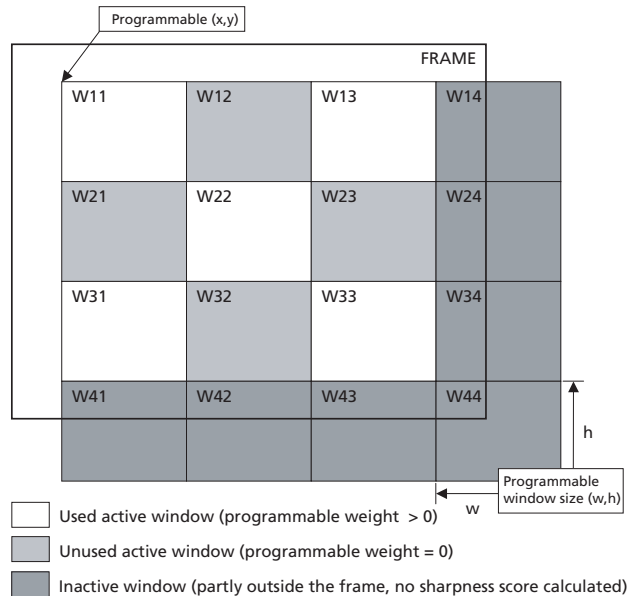 Programmable (x,y)
FRAME
W11 W12 W13 W14
W21 W22 W23 W24
W31 W32 W33 W34
W41 W42 W43 W44
h
w
Programmable
window size (w,h)
Used active window (programmable weight > 0)
Unused active window (programmable weight = 0)
Inactive window (partly outside the frame, no sharpness score calculated)